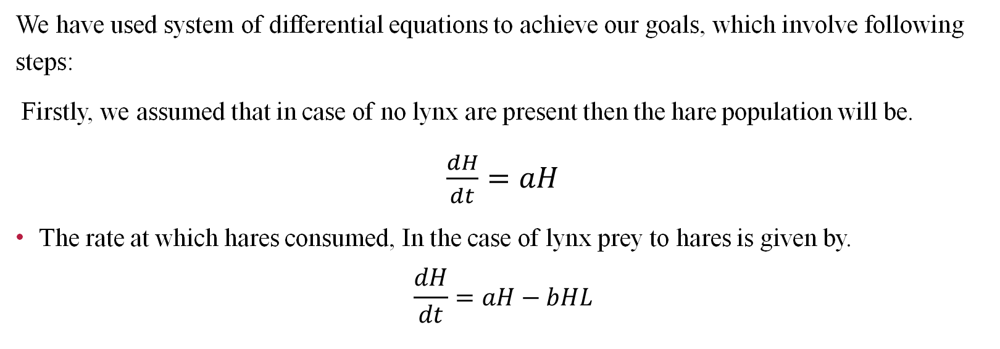 We have used system of differential equations to achieve our goals, which involve following
steps:
Firstly, we assumed that in case of no lynx are present then the hare population will be.
dH/dt = aH
• The rate at which hares consumed, In the case of lynx prey to hares is given by.
dH/dt = aH − bHL